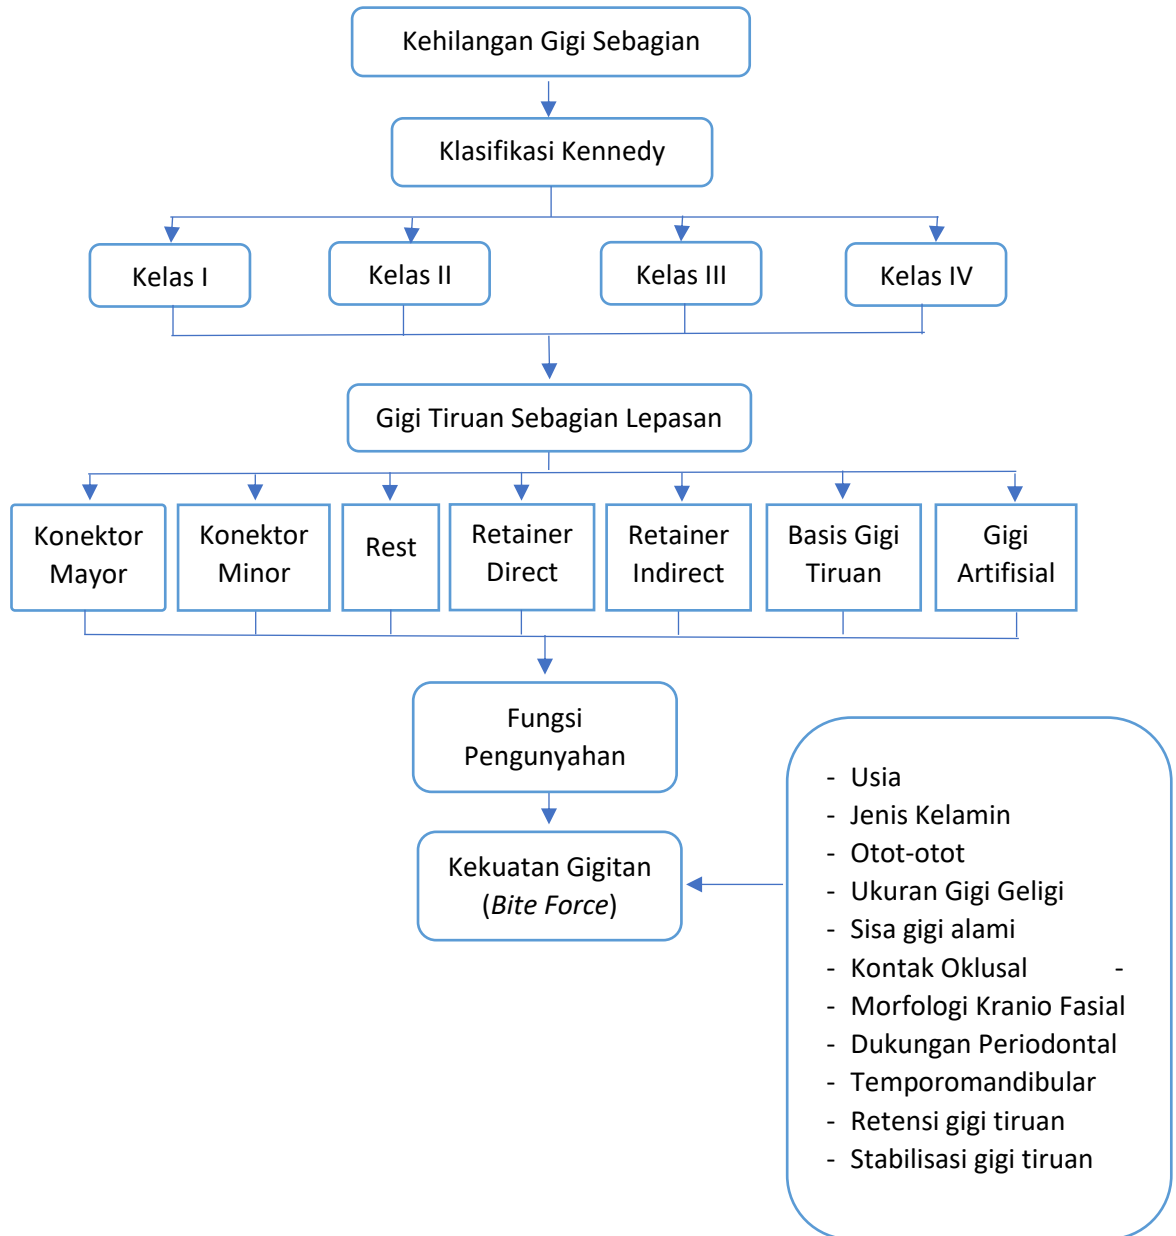 Kehilangan Gigi Sebagian
Klasifikasi Kennedy
Kelas I
Kelas II
Kelas III
Kelas IV
Gigi Tiruan Sebagian Lepasan
Konektor
Mayor
Konektor
Minor
Rest
Retainer
Direct
Retainer
Indirect
Basis Gigi
Tiruan
Gigi
Artifisial
Fungsi
Pengunyahan
Kekuatan Gigitan
(Bite Force)
- Usia
- Jenis Kelamin
- Otot-otot
- Ukuran Gigi Geligi
- Sisa gigi alami
- Kontak Oklusal -
- Morfologi Kranio Fasial
- Dukungan Periodontal
- Temporomandibular
- Retensi gigi tiruan
- Stabilisasi gigi tiruan